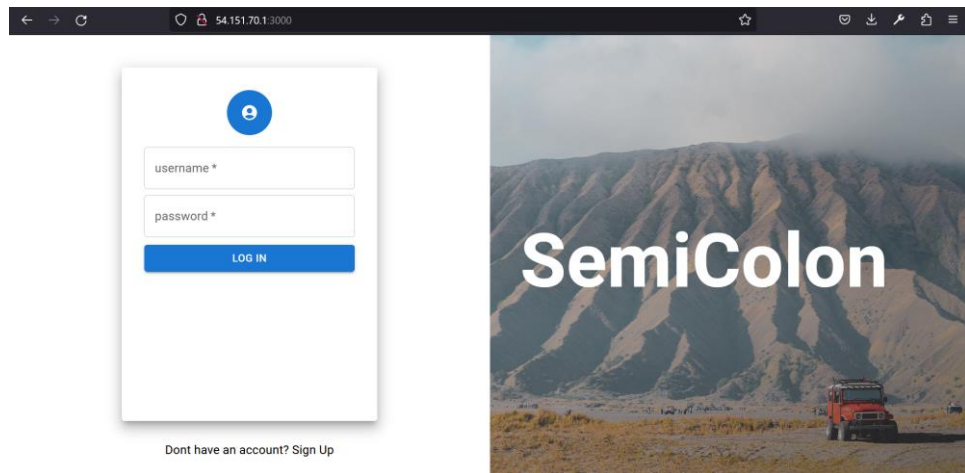 54.151.70.1:3000
username *
password *
LOG IN
Dont have an account? Sign Up
SemiColon